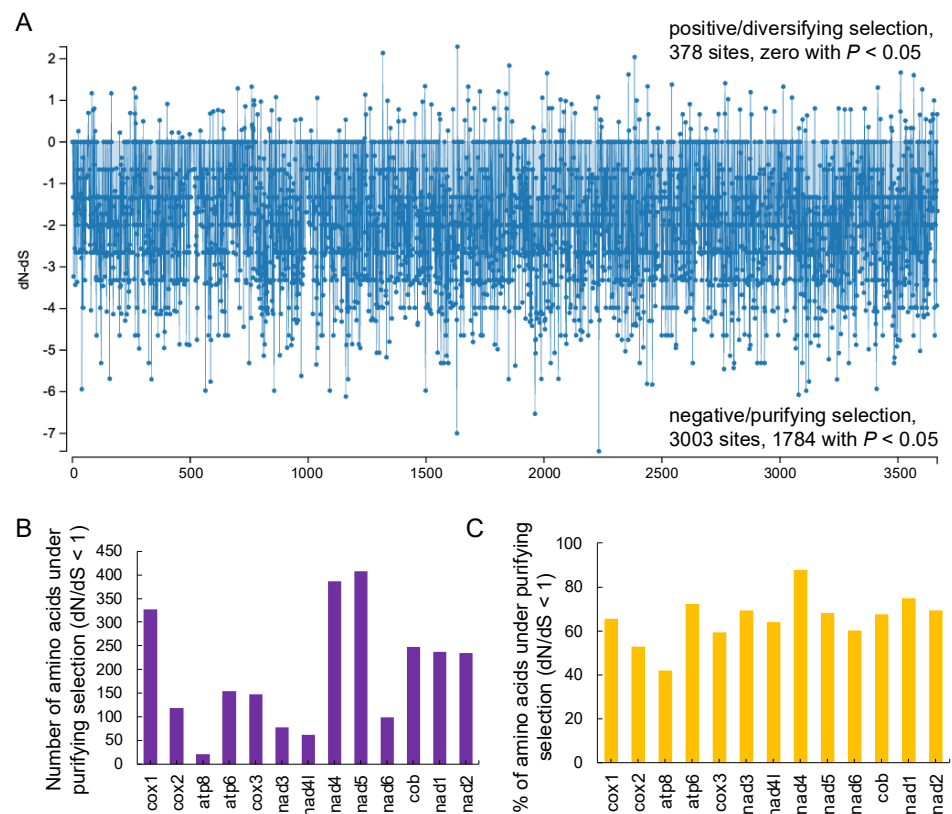 A
positive/diversifying selection,
378 sites, zero with P < 0.05
2
1
0
-1
-2
-3
-4
-5
-6
-7
dN-dS
negative/purifying selection,
3003 sites, 1784 with P < 0.05
0
500
1000
1500
2000
2500
3000
3500
B
Number of amino acids under
purifying selection (dN/dS < 1)
450
400
350
300
250
200
150
100
50
0
cox1
cox2
atp8
atp6
cox3
nad3
nad4l
nad4
nad5
nad6
cob
nad1
nad2
C
% of amino acids under purifying
selection (dN/dS < 1)
100
80
60
40
20
0
cox1
cox2
atp8
atp6
cox3
nad3
nad4l
nad4
nad5
nad6
cob
nad1
nad2